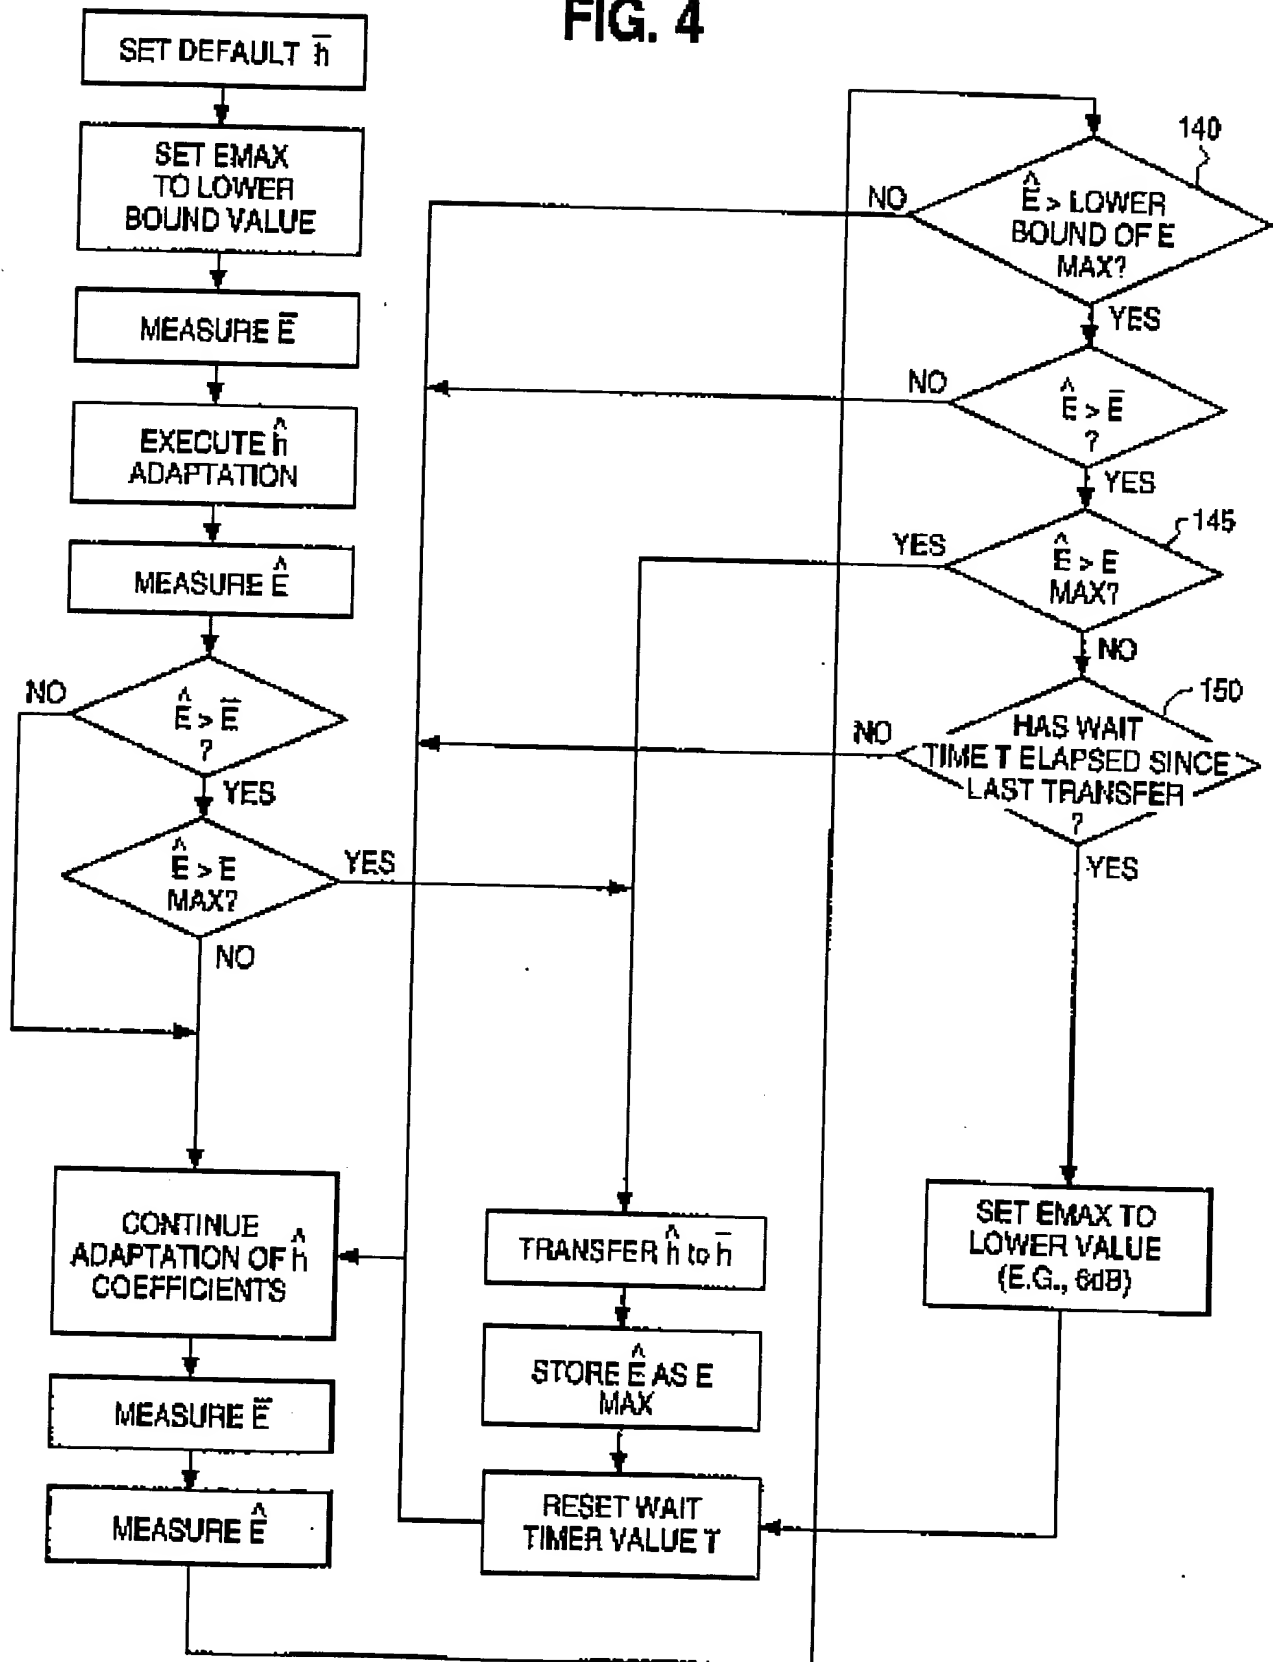 FIG. 4
SET DEFAULT h̅
SET EMAX
TO LOWER
BOUND VALUE
MEASURE E̅
EXECUTE ĥ
ADAPTATION
MEASURE Ê
Ê > E̅
?
NO
YES
Ê > E
MAX?
YES
NO
CONTINUE
ADAPTATION OF ĥ
COEFFICIENTS
MEASURE E̅
MEASURE Ê
140
Ê > LOWER
BOUND OF E
MAX?
NO
YES
Ê > E̅
?
NO
YES
145
Ê > E
MAX?
YES
NO
150
HAS WAIT
TIME T ELAPSED SINCE
LAST TRANSFER
?
NO
YES
TRANSFER ĥ to h̅
STORE Ê AS E
MAX
RESET WAIT
TIMER VALUE T
SET EMAX TO
LOWER VALUE
(E.G., 6dB)